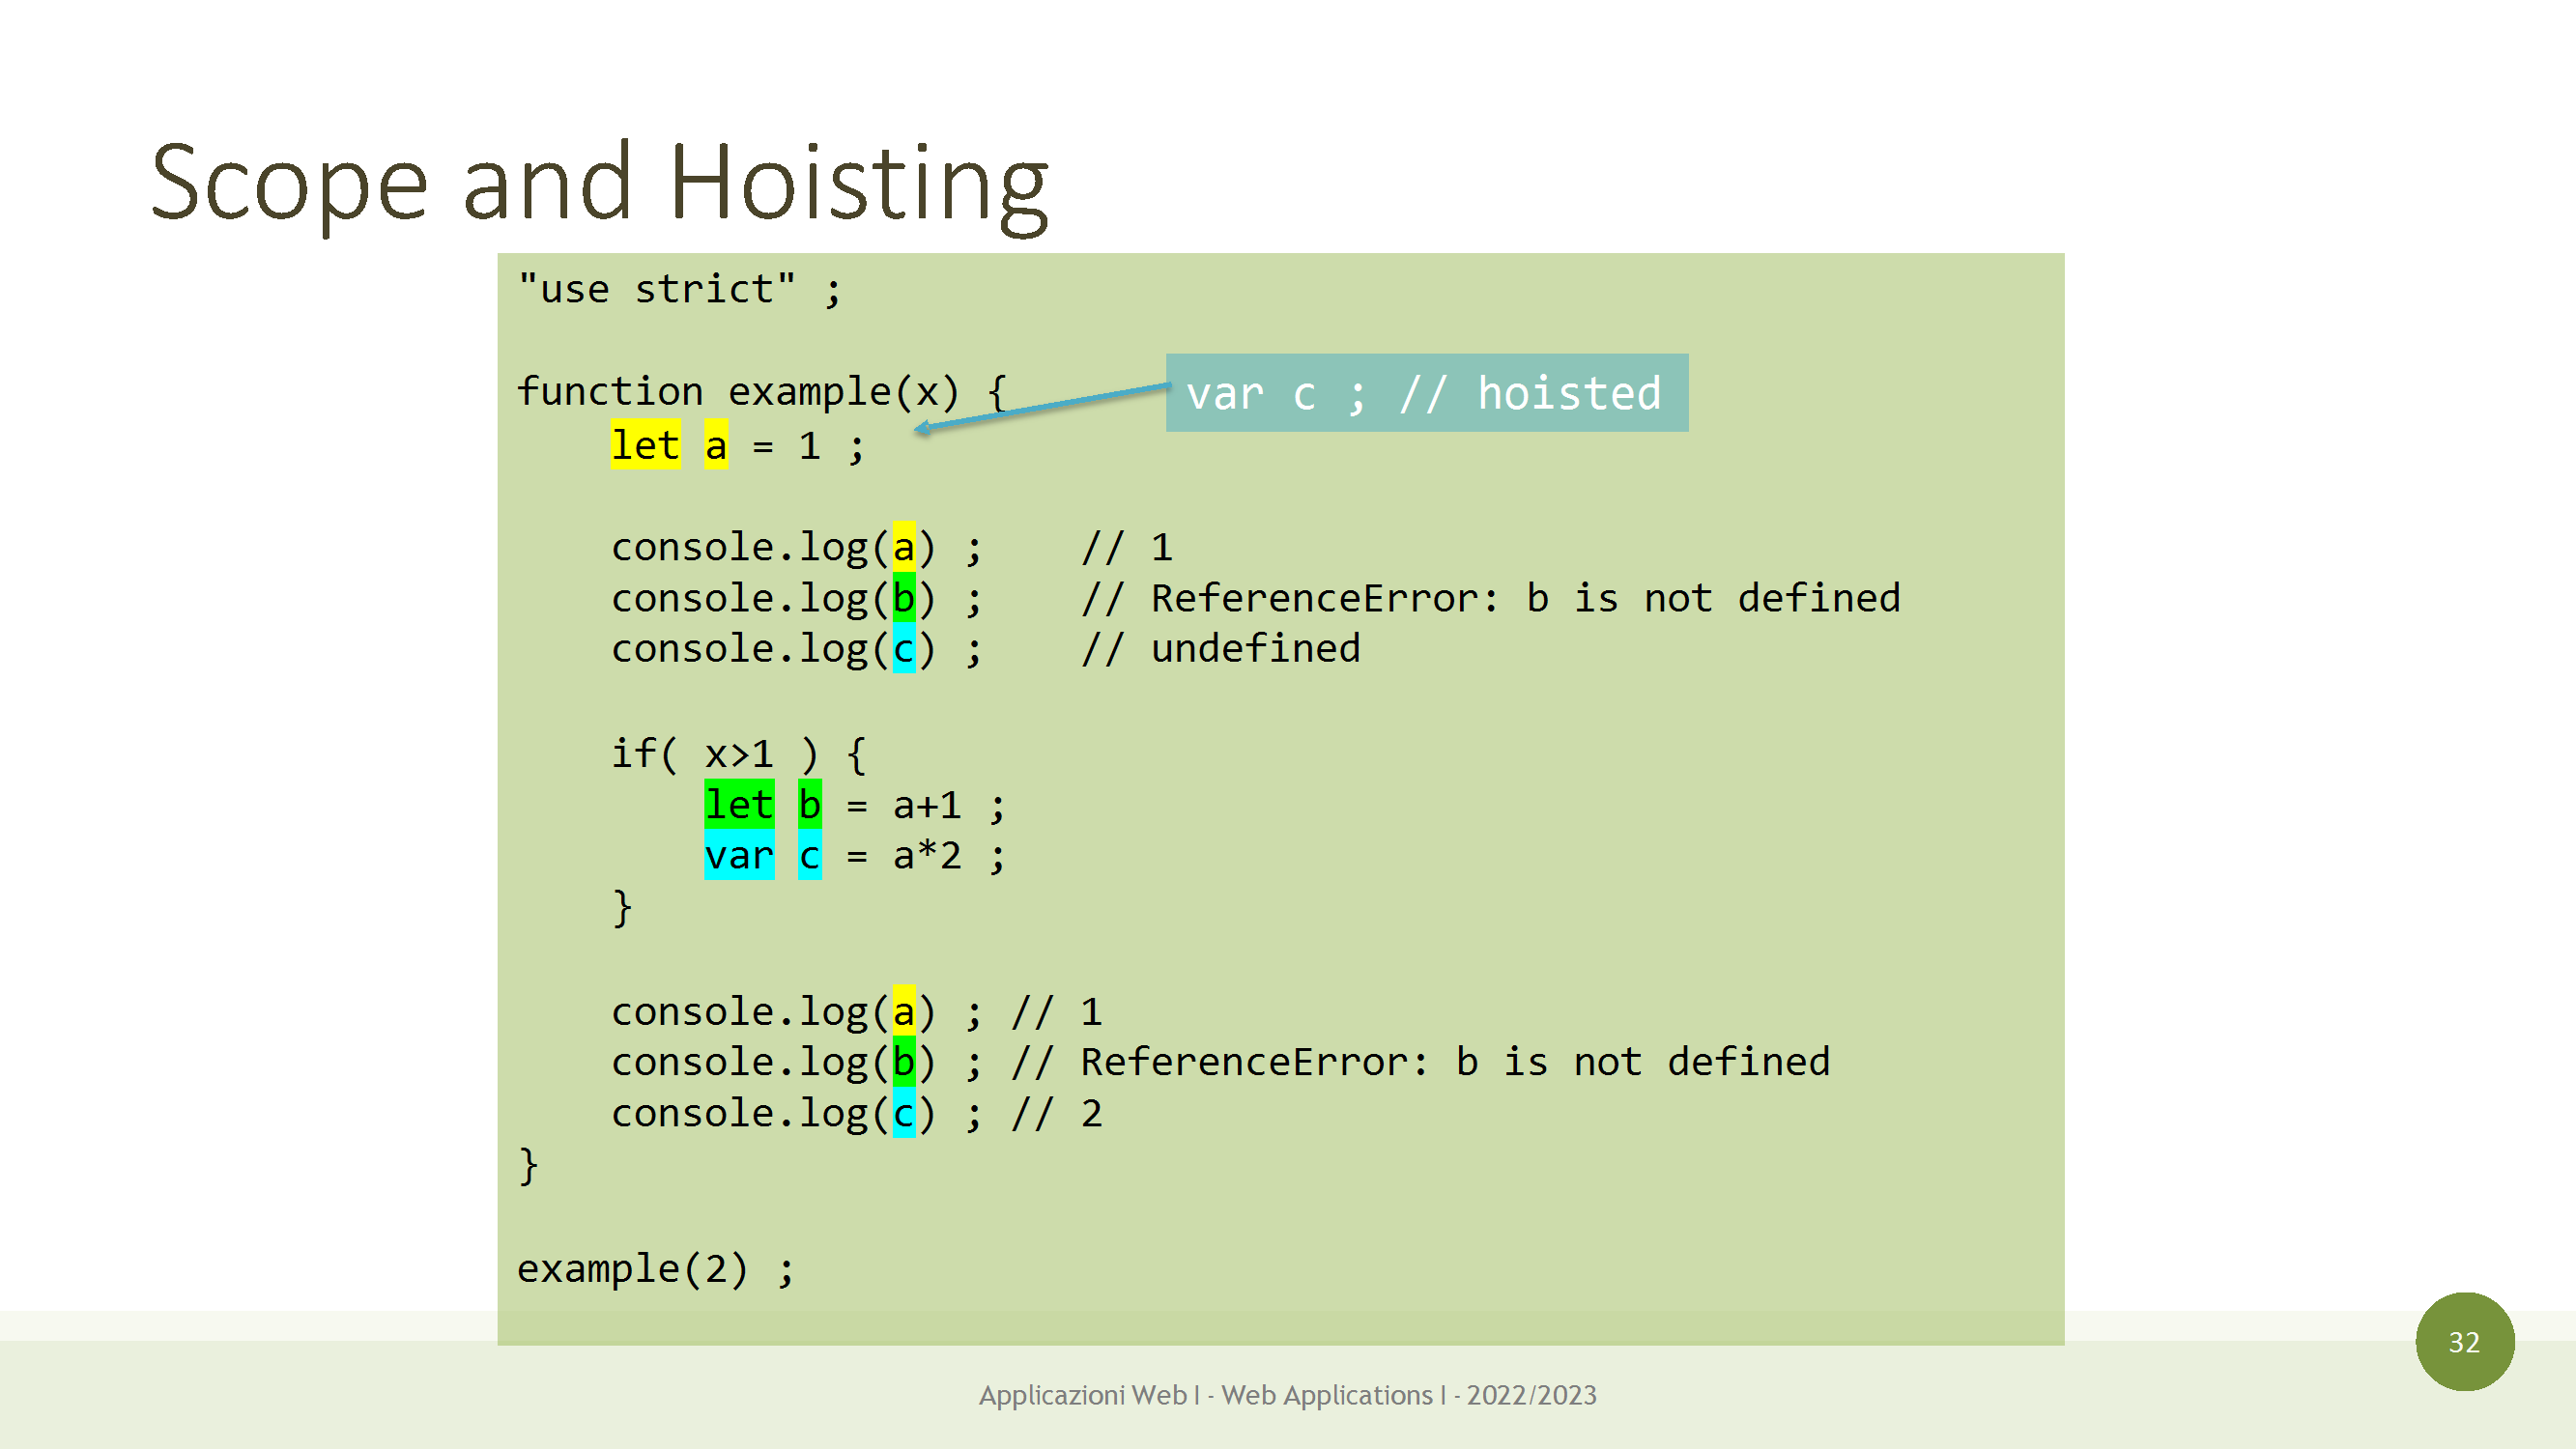 Scope and Hoisting
"use strict" ;
function example(x) {
var c ; // hoisted
let a = 1 ;
console.log(a) ; // 1
console.log(b) ; // ReferenceError: b is not defined
console.log(c) ; // undefined
if( x>1 ) {
let b = a+1 ;
var c = a*2 ;
}
console.log(a) ; // 1
console.log(b) ; // ReferenceError: b is not defined
console.log(c) ; // 2
}
example(2) ;
32
Applicazioni Web I - Web Applications I - 2022/2023